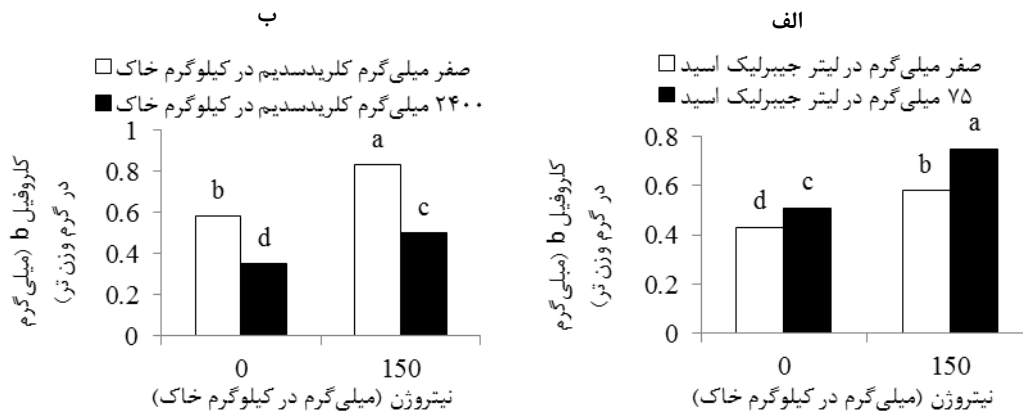 الف
صفر میلی‌گرم در لیتر جیبرلیک اسید
۷۵ میلی‌گرم در لیتر جیبرلیک اسید
کلروفیل b (میلی‌گرم
در گرم وزن تر)
0.8
0.6
0.4
0.2
0
d
c
b
a
0
150
نیتروژن (میلی‌گرم در کیلوگرم خاک)
ب
صفر میلی‌گرم کلریدسدیم در کیلوگرم خاک
۲۴۰۰ میلی‌گرم کلریدسدیم در کیلوگرم خاک
کلروفیل b (میلی‌گرم
در گرم وزن تر)
1
0.8
0.6
0.4
0.2
0
b
d
a
c
0
150
نیتروژن (میلی‌گرم در کیلوگرم خاک)